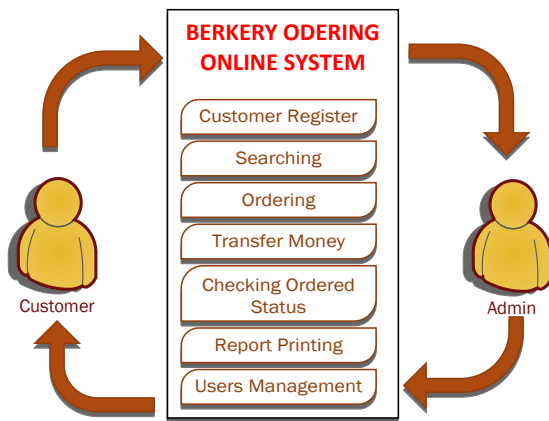 BERKERY ODERING
ONLINE SYSTEM
Customer Register
Searching
Ordering
Transfer Money
Checking Ordered
Status
Report Printing
Users Management
Customer
Admin